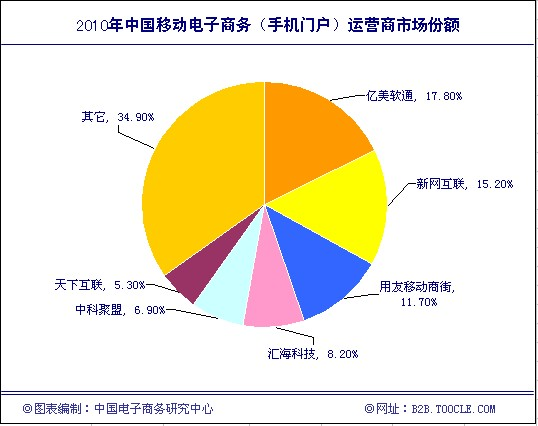 2010年中国移动电子商务（手机门户）运营商市场份额
亿美软通, 17.80%
其它, 34.90%
新网互联, 15.20%
天下互联, 5.30%
用友移动商街,
11.70%
中科聚盟, 6.90%
汇海科技, 8.20%
◎图表编制：中国电子商务研究中心
◎网址：B2B.TOOCLE.COM